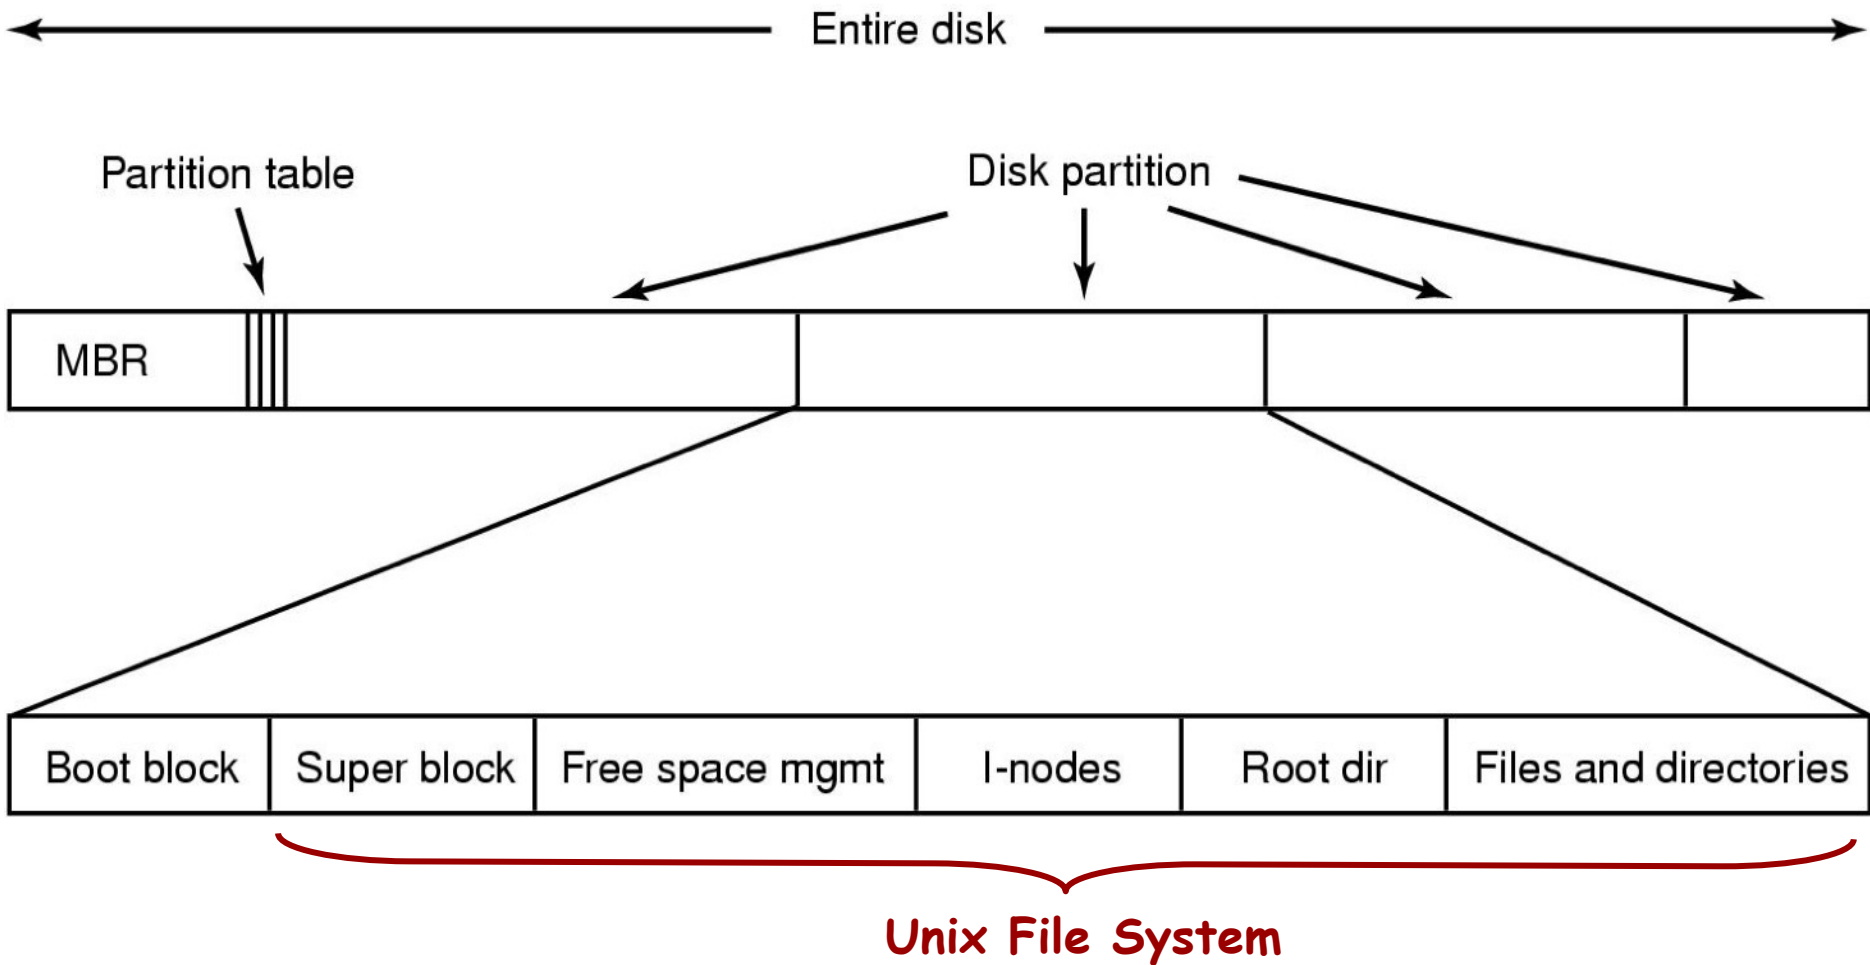 Entire disk
Partition table
Disk partition
MBR
Boot block
Super block
Free space mgmt
I-nodes
Root dir
Files and directories
Unix File System